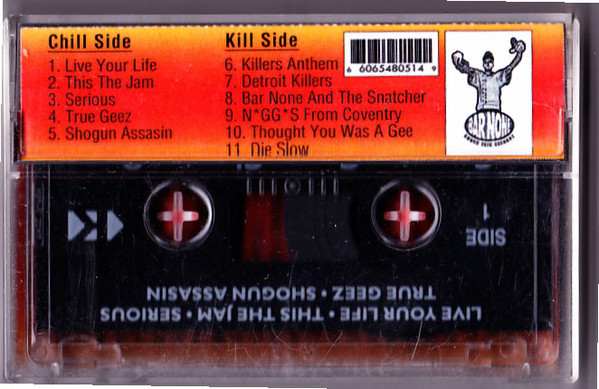 Chill Side
1. Live Your Life
2. This The Jam
3. Serious
4. True Geez
5. Shogun Assasin
Kill Side
6. Killers Anthem
7. Detroit Killers
8. Bar None And The Snatcher
9. N*GG*S From Coventry
10. Thought You Was A Gee
11. Die Slow
6 6065480514 9
BAR NONE
SIDE
1
LIVE YOUR LIFE • THIS THE JAM • SERIOUS
TRUE GEEZ • SHOGUN ASSASIN